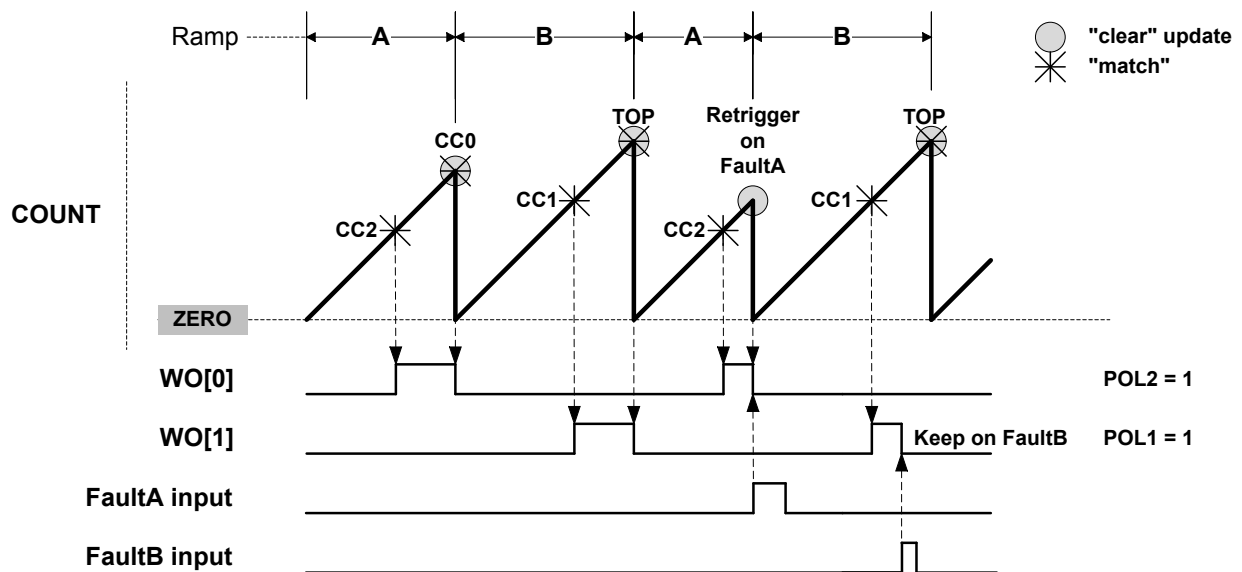 Ramp A B A B
"clear" update
"match"
TOP Retrigger TOP
on
CC0 FaultA
CC1 CC1
COUNT CC2 CC2
ZERO
WO[0] POL2 = 1
WO[1] Keep on FaultB POL1 = 1
FaultA input
FaultB input